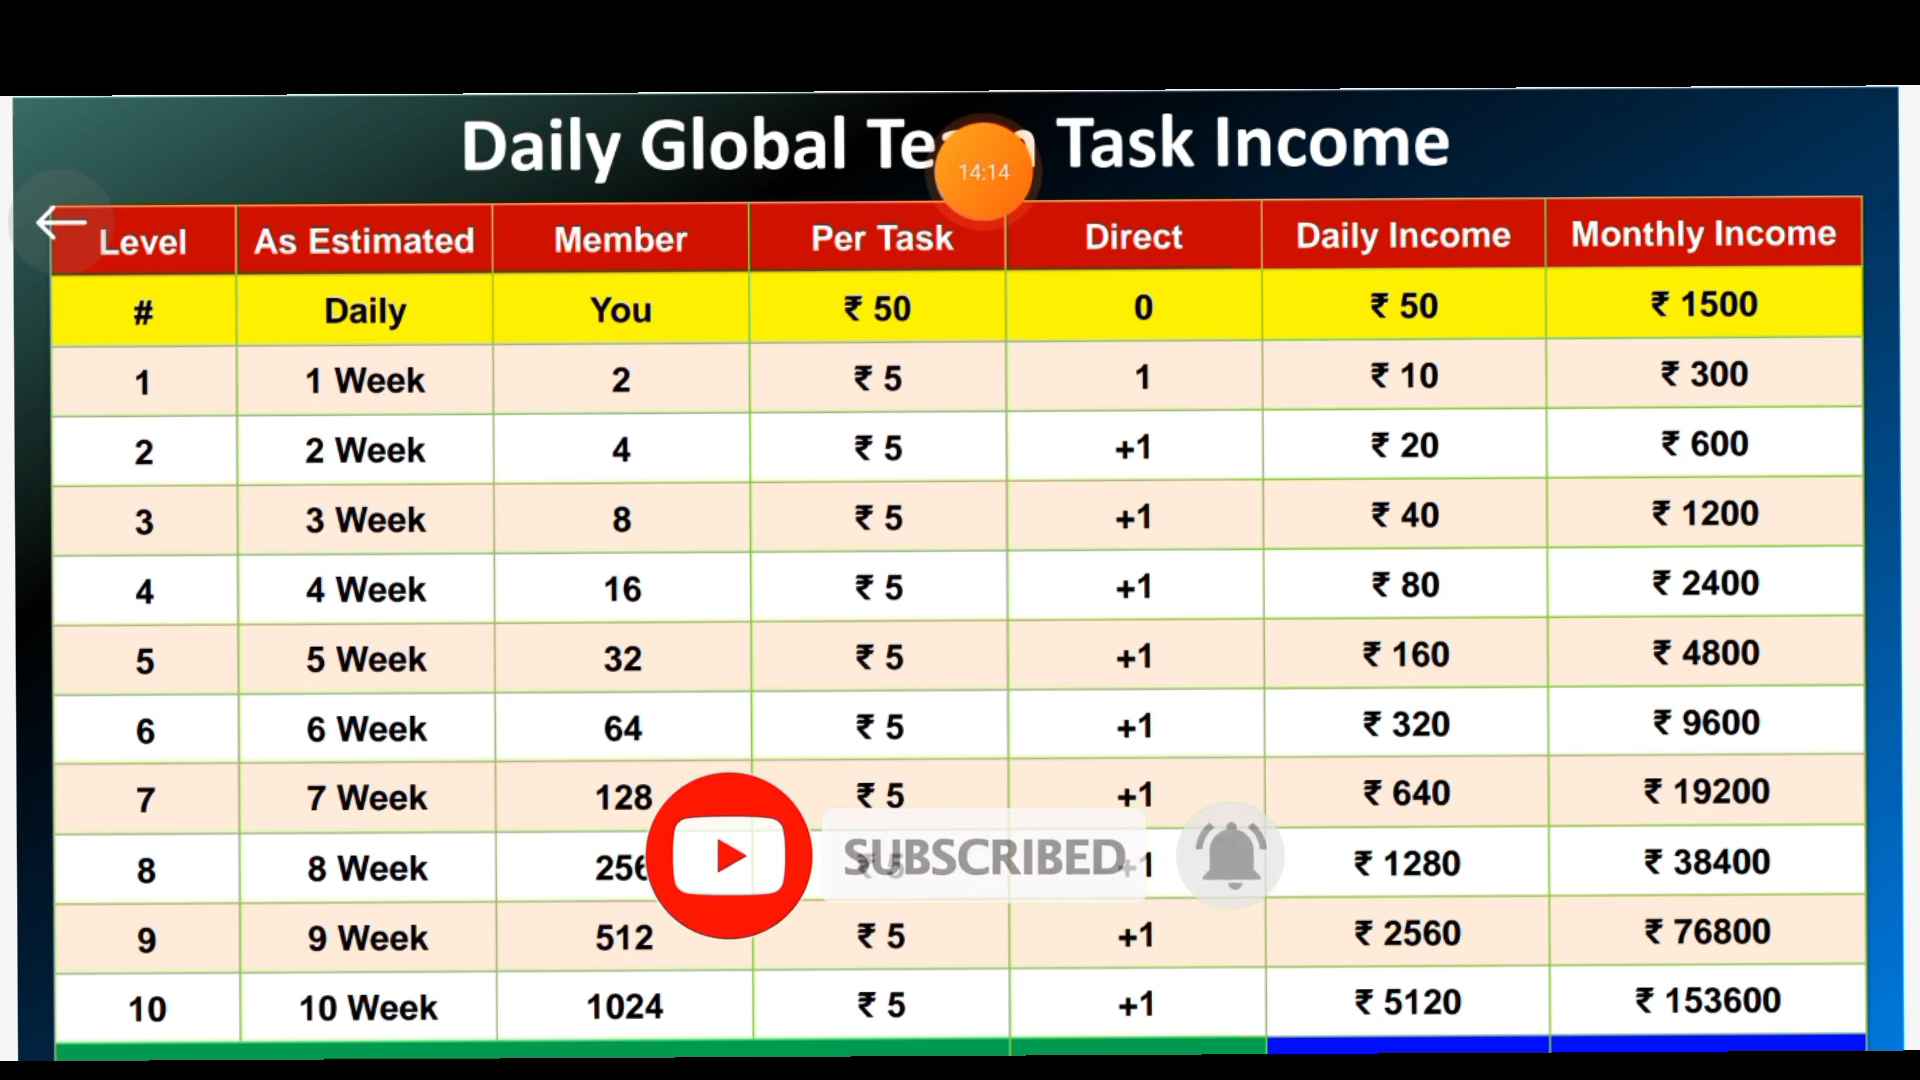 Daily Global Team Task Income
14:14
Level As Estimated Member Per Task Direct Daily Income Monthly Income
# Daily You ₹ 50 0 ₹ 50 ₹ 1500
1 1 Week 2 ₹ 5 1 ₹ 10 ₹ 300
2 2 Week 4 ₹ 5 +1 ₹ 20 ₹ 600
3 3 Week 8 ₹ 5 +1 ₹ 40 ₹ 1200
4 4 Week 16 ₹ 5 +1 ₹ 80 ₹ 2400
5 5 Week 32 ₹ 5 +1 ₹ 160 ₹ 4800
6 6 Week 64 ₹ 5 +1 ₹ 320 ₹ 9600
7 7 Week 128 ₹ 5 +1 ₹ 640 ₹ 19200
8 8 Week 256 ₹ 5 +1 ₹ 1280 ₹ 38400
SUBSCRIBED
9 9 Week 512 ₹ 5 +1 ₹ 2560 ₹ 76800
10 10 Week 1024 ₹ 5 +1 ₹ 5120 ₹ 153600